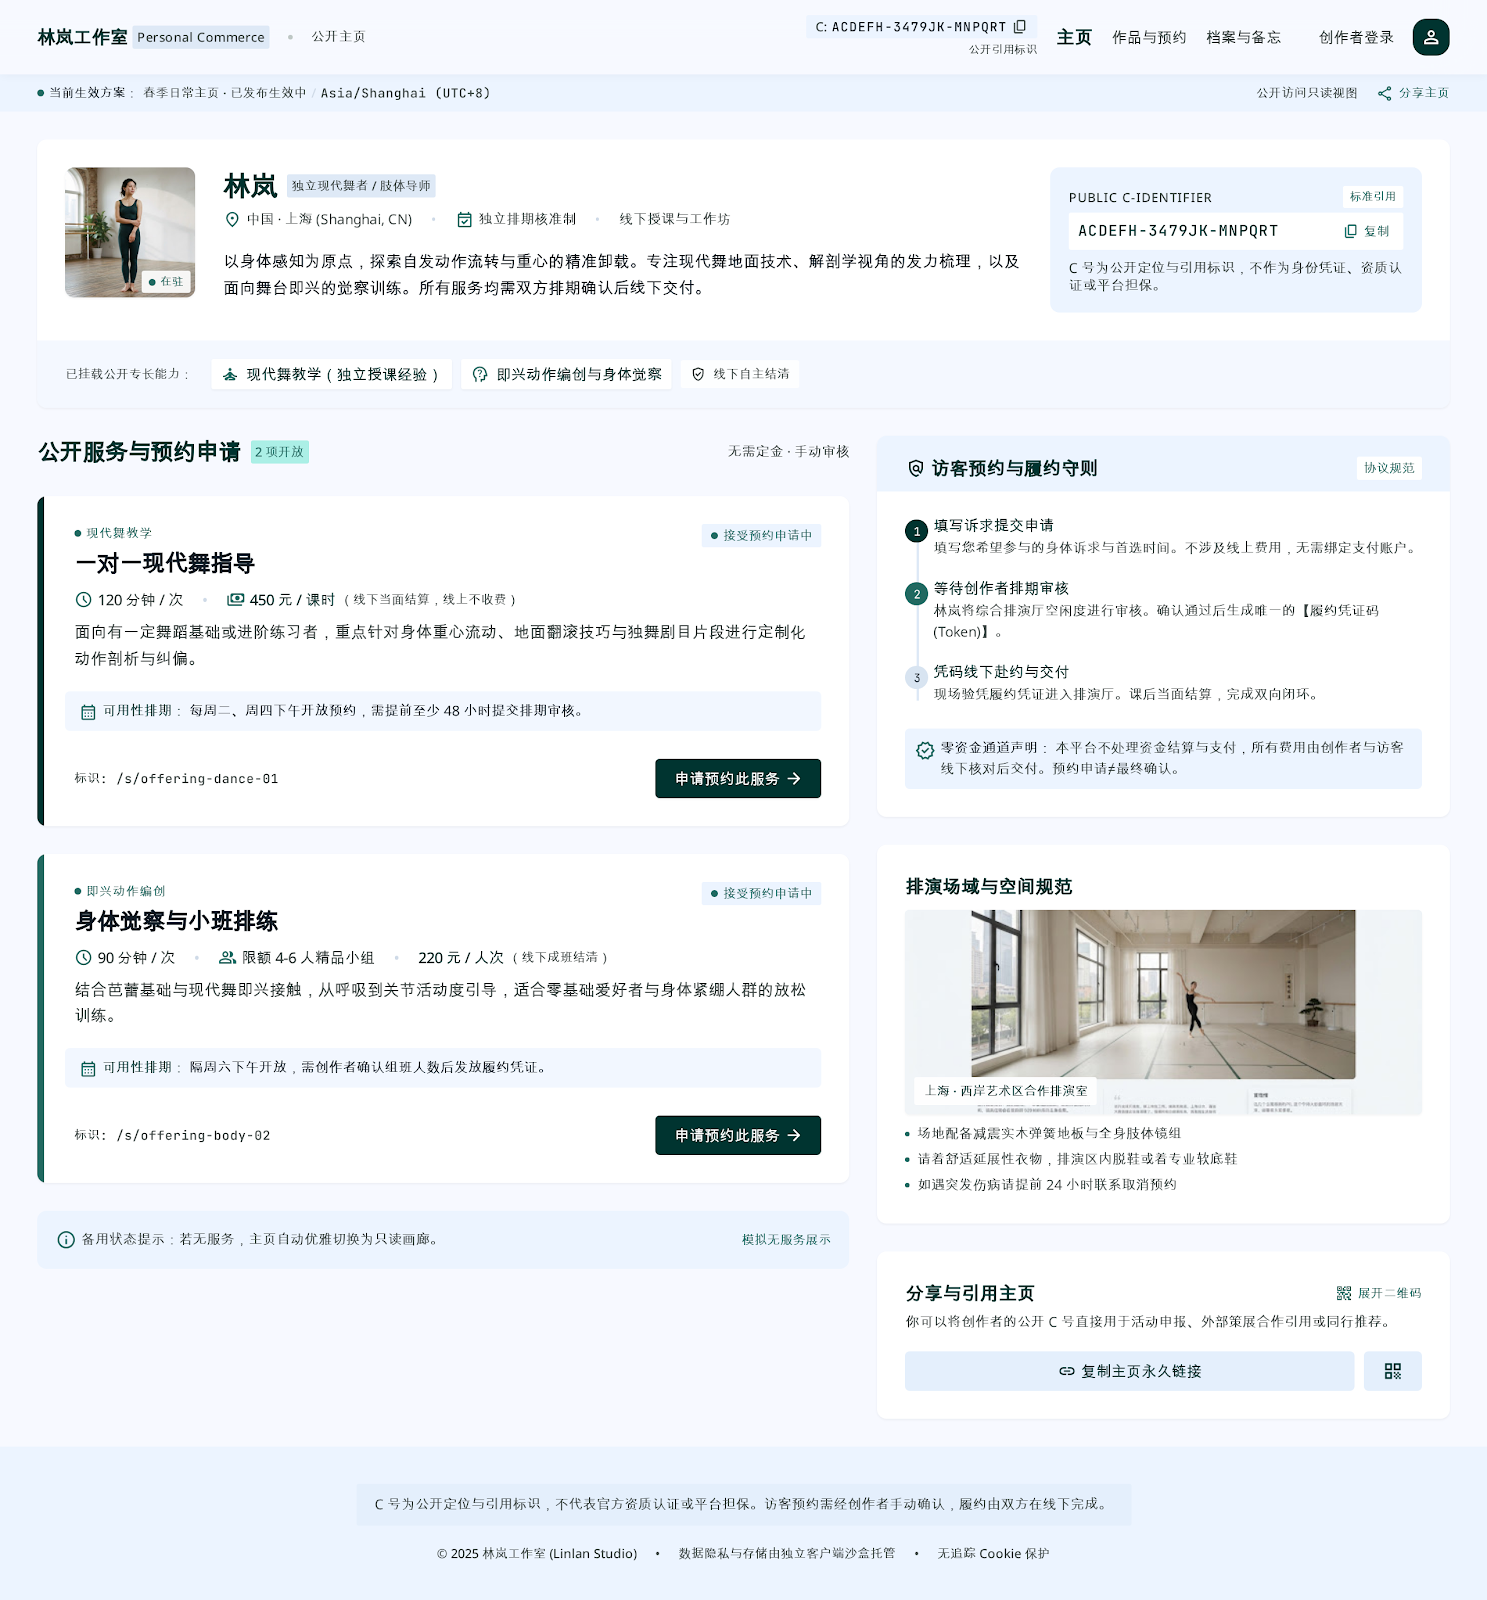 林岚工作室 Personal Commerce • 公开主页
C: ACDEFH-3479JK-MNPQRT
公开引用标识
主页 作品与预约 档案与备忘 创作者登录
当前生效方案： 春季日常主页 · 已发布生效中 / Asia/Shanghai (UTC+8)
公开访问只读视图 分享主页
在驻
林岚 独立现代舞者 / 肢体导师
中国 · 上海 (Shanghai, CN) • 独立排期核准制 • 线下授课与工作坊
以身体感知为原点，探索自发动作流转与重心的精准卸载。专注现代舞地面技术、解剖学视角的发力梳理，以及
面向舞台即兴的觉察训练。所有服务均需双方排期确认后线下交付。
PUBLIC C-IDENTIFIER 标准引用
ACDEFH-3479JK-MNPQRT 复制
C 号为公开定位与引用标识，不作为身份凭证、资质认
证或平台担保。
已挂载公开专长能力： 现代舞教学（独立授课经验） 即兴动作编创与身体觉察 线下自主结清
公开服务与预约申请 2 项开放 无需定金 · 手动审核
现代舞教学 接受预约申请中
一对一现代舞指导
120 分钟 / 次 • 450 元 / 课时（线下当面结算，线上不收费）
面向有一定舞蹈基础或进阶练习者，重点针对身体重心流动、地面翻滚技巧与独舞剧目片段进行定制化
动作剖析与纠偏。
可用性排期： 每周二、周四下午开放预约，需提前至少 48 小时提交排期审核。
标识: /s/offering-dance-01 申请预约此服务 →
即兴动作编创 接受预约申请中
身体觉察与小班排练
90 分钟 / 次 • 限额 4-6 人精品小组 • 220 元 / 人次（线下成班结清）
结合芭蕾基础与现代舞即兴接触，从呼吸到关节活动度引导，适合零基础爱好者与身体紧绷人群的放松
训练。
可用性排期： 隔周六下午开放，需创作者确认组班人数后发放履约凭证。
标识: /s/offering-body-02 申请预约此服务 →
备用状态提示：若无服务，主页自动优雅切换为只读画廊。 模拟无服务展示
访客预约与履约守则 协议规范
1 填写诉求提交申请
填写您希望参与的身体诉求与首选时间。不涉及线上费用，无需绑定支付账户。
2 等待创作者排期审核
林岚将综合排演厅空闲度进行审核。确认通过后生成唯一的【履约凭证码
(Token)】。
3 凭码线下赴约与交付
现场验凭履约凭证进入排演厅。课后当面结算，完成双向闭环。
零资金通道声明： 本平台不处理资金结算与支付，所有费用由创作者与访客
线下核对后交付。预约申请≠最终确认。
排演场域与空间规范
上海 · 西岸艺术区合作排演室
• 场地配备减震实木弹簧地板与全身肢体镜组
• 请着舒适延展性衣物，排演区内脱鞋或着专业软底鞋
• 如遇突发伤病请提前 24 小时联系取消预约
分享与引用主页 展开二维码
你可以将创作者的公开 C 号直接用于活动申报、外部策展合作引用或同行推荐。
复制主页永久链接
C 号为公开定位与引用标识，不代表官方资质认证或平台担保。访客预约需经创作者手动确认，履约由双方在线下完成。
© 2025 林岚工作室 (Linlan Studio) • 数据隐私与存储由独立客户端沙盒托管 • 无追踪 Cookie 保护